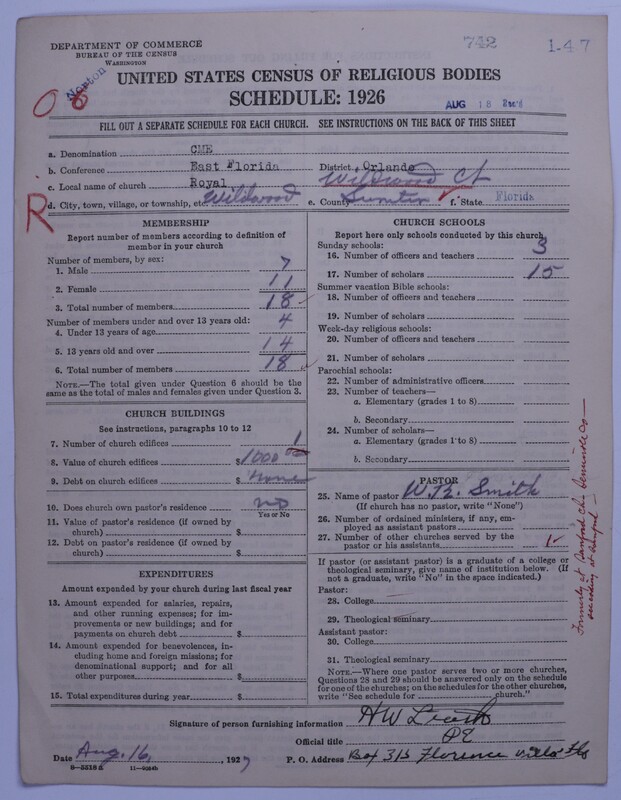 DEPARTMENT OF COMMERCE
BUREAU OF THE CENSUS
WASHINGTON
742
1-47
Norton
UNITED STATES CENSUS OF RELIGIOUS BODIES
SCHEDULE: 1926
AUG 18 Rec'd
FILL OUT A SEPARATE SCHEDULE FOR EACH CHURCH. SEE INSTRUCTIONS ON THE BACK OF THIS SHEET
a. Denomination CME
b. Conference East Florida District Orlando
c. Local name of church Royal Wildwood Ct
R
d. City, town, village, or township, etc. Wildwood e. County Sumter f. State Florida
MEMBERSHIP
Report number of members according to definition of member in your church
Number of members, by sex:
1. Male 7
2. Female 11
3. Total number of members 18
Number of members under and over 13 years old:
4. Under 13 years of age 4
5. 13 years old and over 14
6. Total number of members 18
NOTE.—The total given under Question 6 should be the
same as the total of males and females given under Question 3.
CHURCH BUILDINGS
See instructions, paragraphs 10 to 12
7. Number of church edifices 1
8. Value of church edifices $1000
9. Debt on church edifices $ none
10. Does church own pastor's residence no
Yes or No
11. Value of pastor's residence (if owned by
church) $
12. Debt on pastor's residence (if owned by
church) $
EXPENDITURES
Amount expended by your church during last fiscal year
13. Amount expended for salaries, repairs,
and other running expenses; for im-
provements or new buildings; and for
payments on church debt $
14. Amount expended for benevolences, in-
cluding home and foreign missions; for
denominational support; and for all
other purposes $
15. Total expenditures during year $
CHURCH SCHOOLS
Report here only schools conducted by this church
Sunday schools:
16. Number of officers and teachers 3
17. Number of scholars 15
Summer vacation Bible schools:
18. Number of officers and teachers
19. Number of scholars
Week-day religious schools:
20. Number of officers and teachers
21. Number of scholars
Parochial schools:
22. Number of administrative officers
23. Number of teachers—
a. Elementary (grades 1 to 8)
b. Secondary
24. Number of scholars—
a. Elementary (grades 1 to 8)
b. Secondary
PASTOR
25. Name of pastor W. B. Smith
(If church has no pastor, write "None")
26. Number of ordained ministers, if any, em-
ployed as assistant pastors
27. Number of other churches served by the
pastor or his assistants 1
If pastor (or assistant pastor) is a graduate of a college or
theological seminary, give name of institution below. (If
not a graduate, write "No" in the space indicated.)
Pastor:
28. College
29. Theological seminary
Assistant pastor:
30. College
31. Theological seminary
NOTE.—Where one pastor serves two or more churches,
Questions 28 and 29 should be answered only on the schedule
for one of the churches; on the schedules for the other churches,
write "See schedule for church."
Formerly at Sanford Ch. Seminole Co—
Signature of person furnishing information H W Leath
Official title PE
Date Aug. 16, 1927 P. O. Address Box 315 Florence Villa Fla
8—5318 a 11—9024b